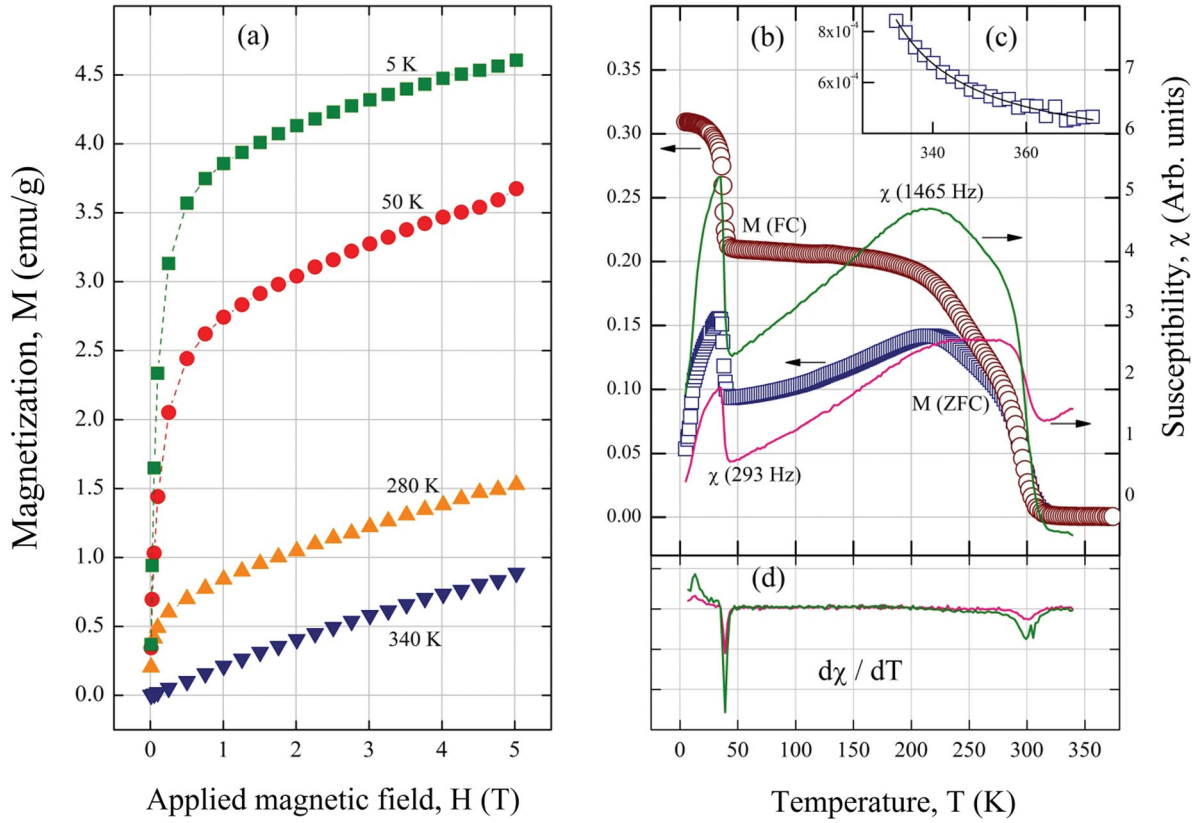 (a)
5 K
50 K
280 K
340 K
Magnetization, M (emu/g)
4.5
4.0
3.5
3.0
2.5
2.0
1.5
1.0
0.5
0.0
0 1 2 3 4 5
Applied magnetic field, H (T)
(b)
(c)
8x10⁻⁴
6x10⁻⁴
340 360
0.35
0.30
0.25
0.20
0.15
0.10
0.05
0.00
χ (1465 Hz)
M (FC)
M (ZFC)
χ (293 Hz)
7
6
5
4
3
2
1
0
Susceptibility, χ (Arb. units)
(d)
dχ / dT
0 50 100 150 200 250 300 350
Temperature, T (K)